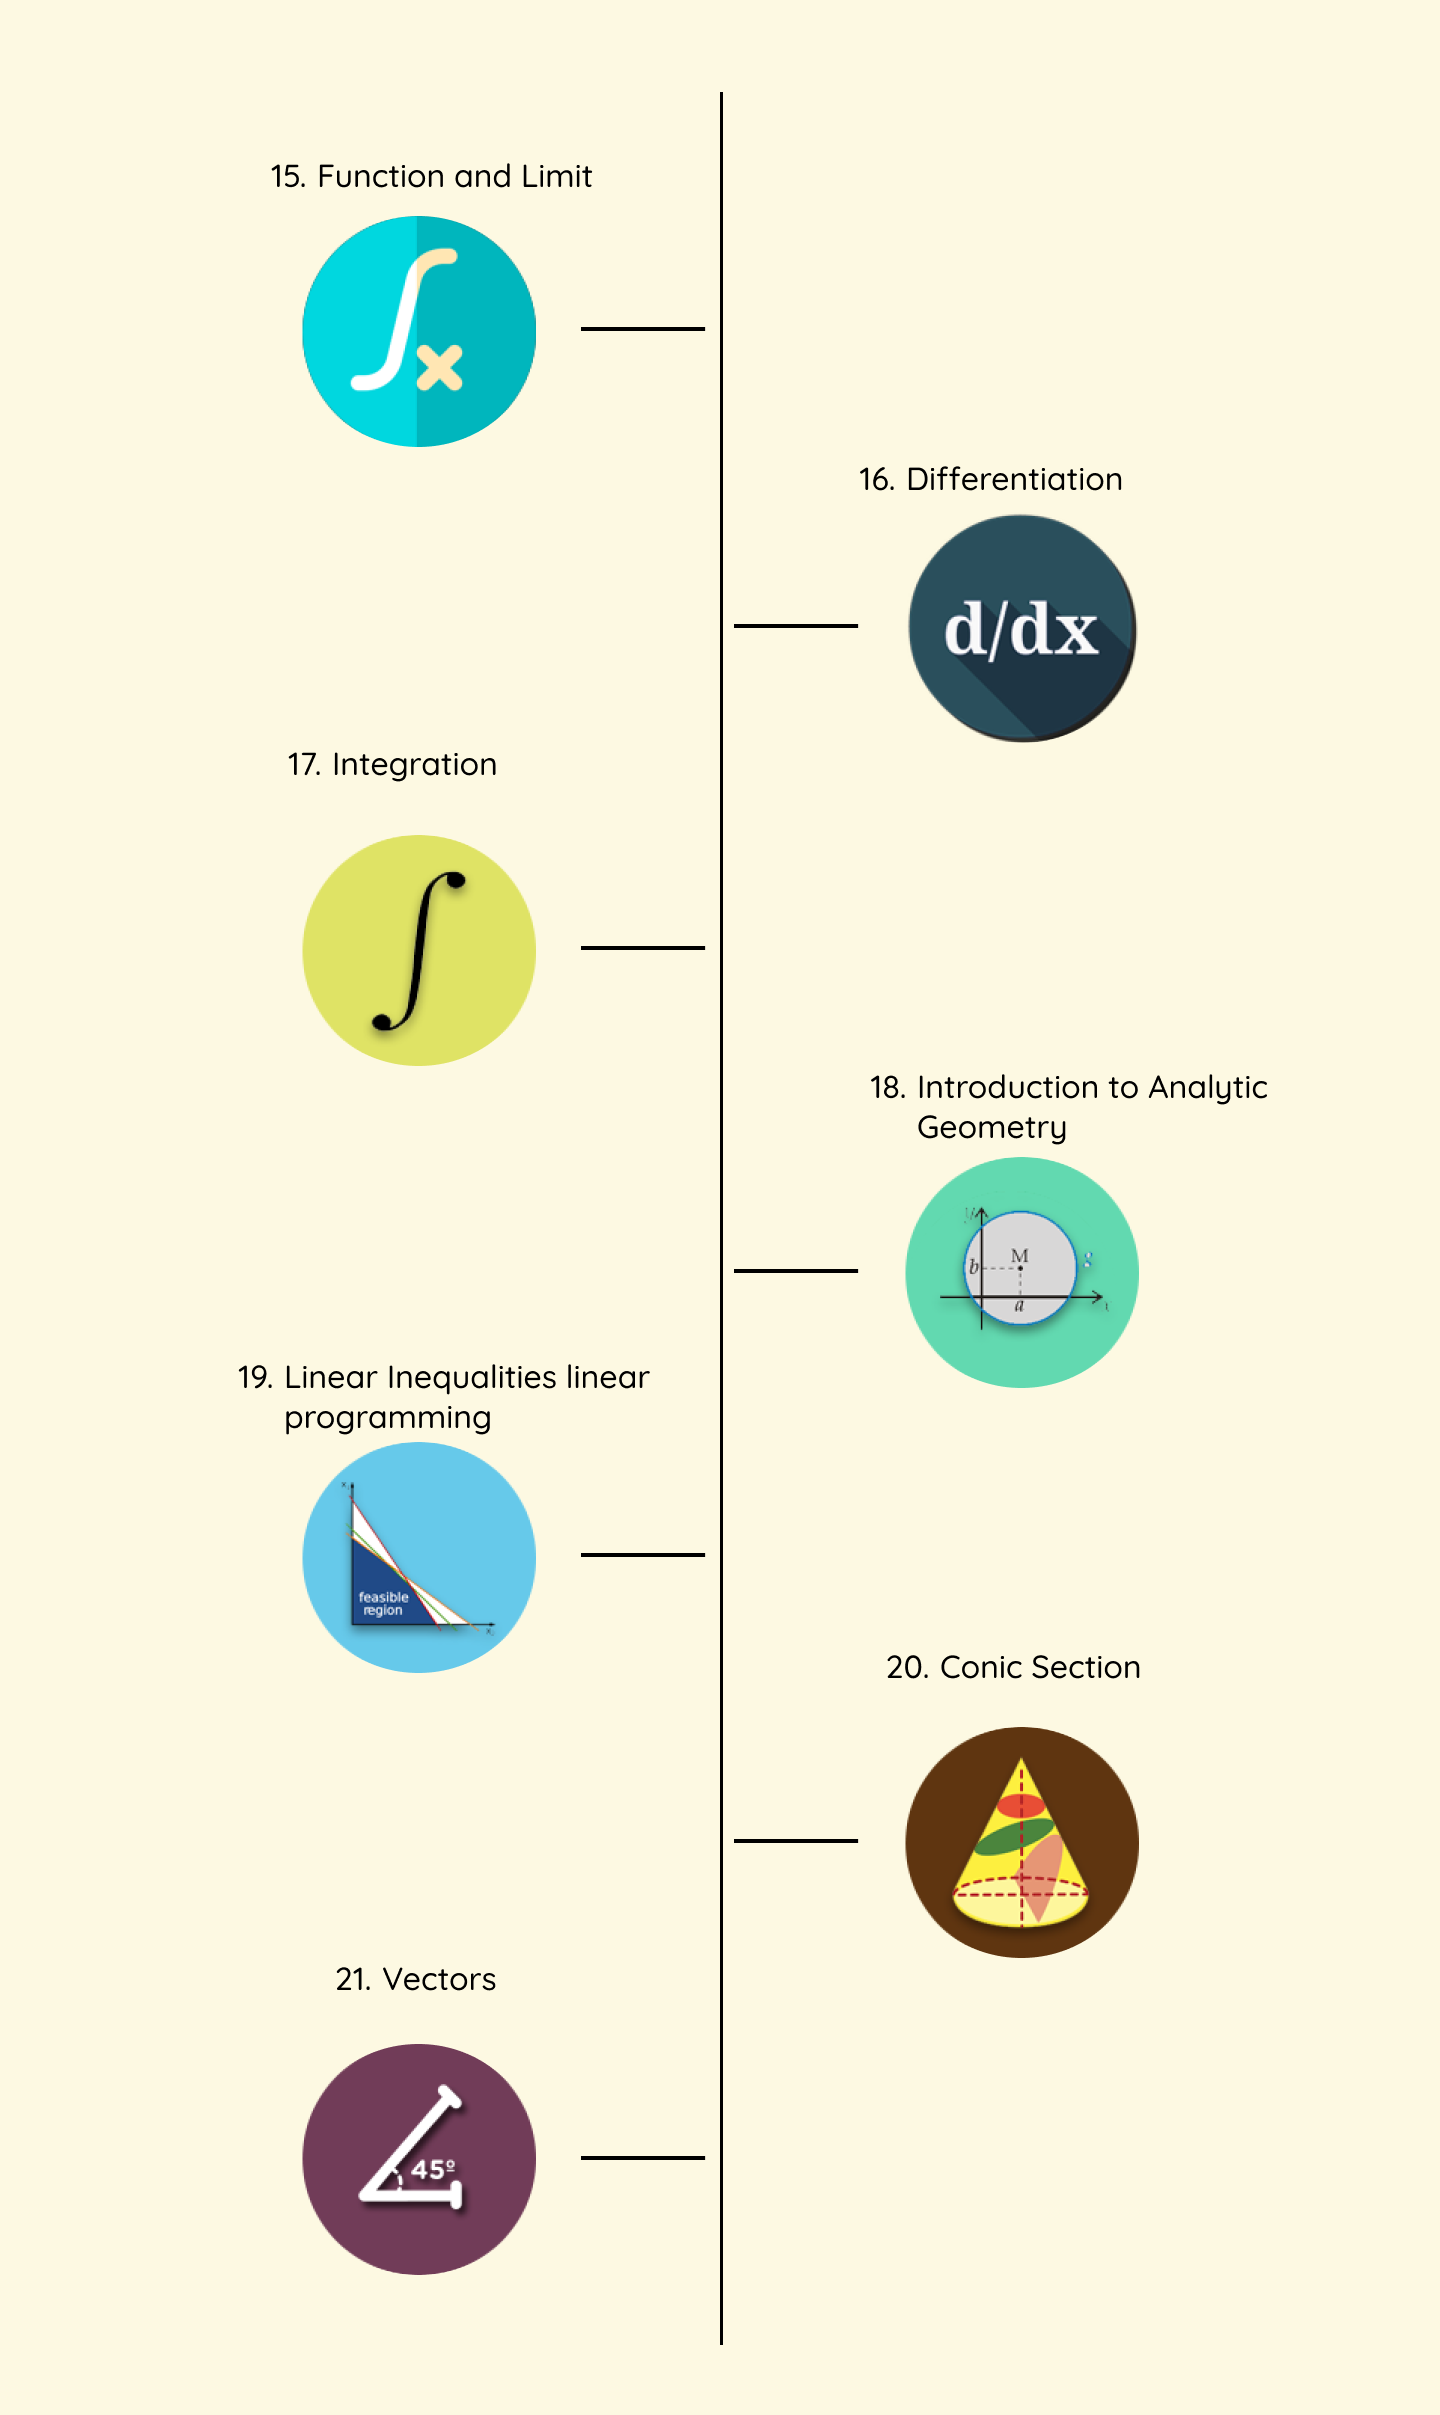 15. Function and Limit
16. Differentiation
d/dx
17. Integration
∫
18. Introduction to Analytic
Geometry
y
M
b
a
19. Linear Inequalities linear
programming
feasible
region
20. Conic Section
21. Vectors
45º